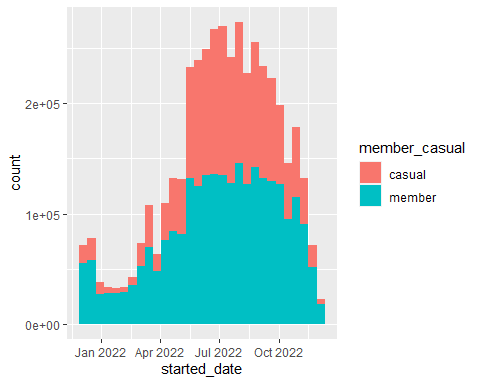 count
2e+05
1e+05
0e+00
Jan 2022 Apr 2022 Jul 2022 Oct 2022
started_date
member_casual
casual
member